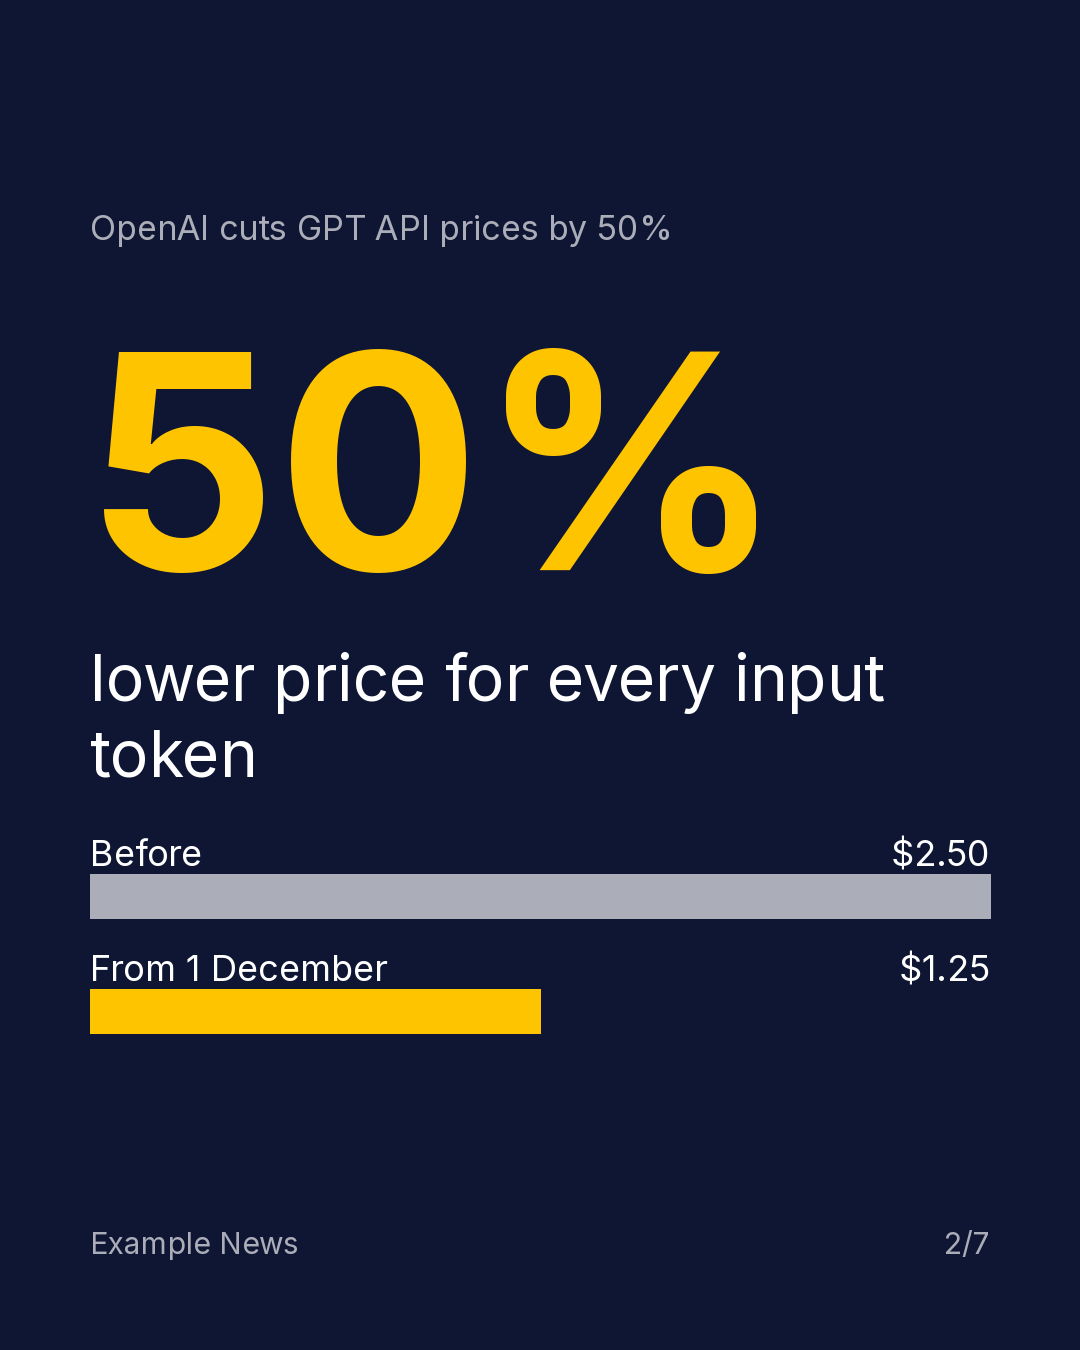 OpenAI cuts GPT API prices by 50%
50%
lower price for every input
token
Before $2.50
From 1 December $1.25
Example News 2/7